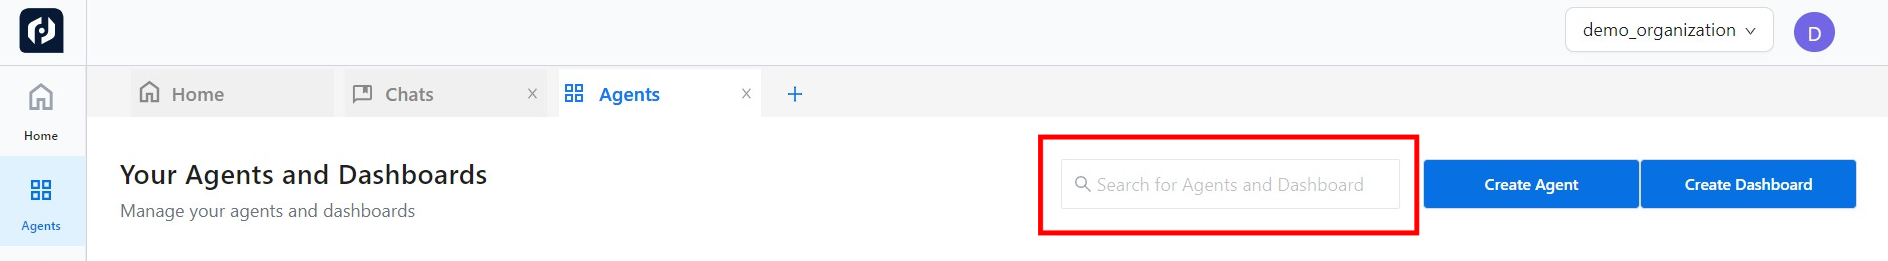 demo_organization
D
Home
Chats
Agents
Home
Your Agents and Dashboards
Search for Agents and Dashboard
Create Agent
Create Dashboard
Manage your agents and dashboards
Agents